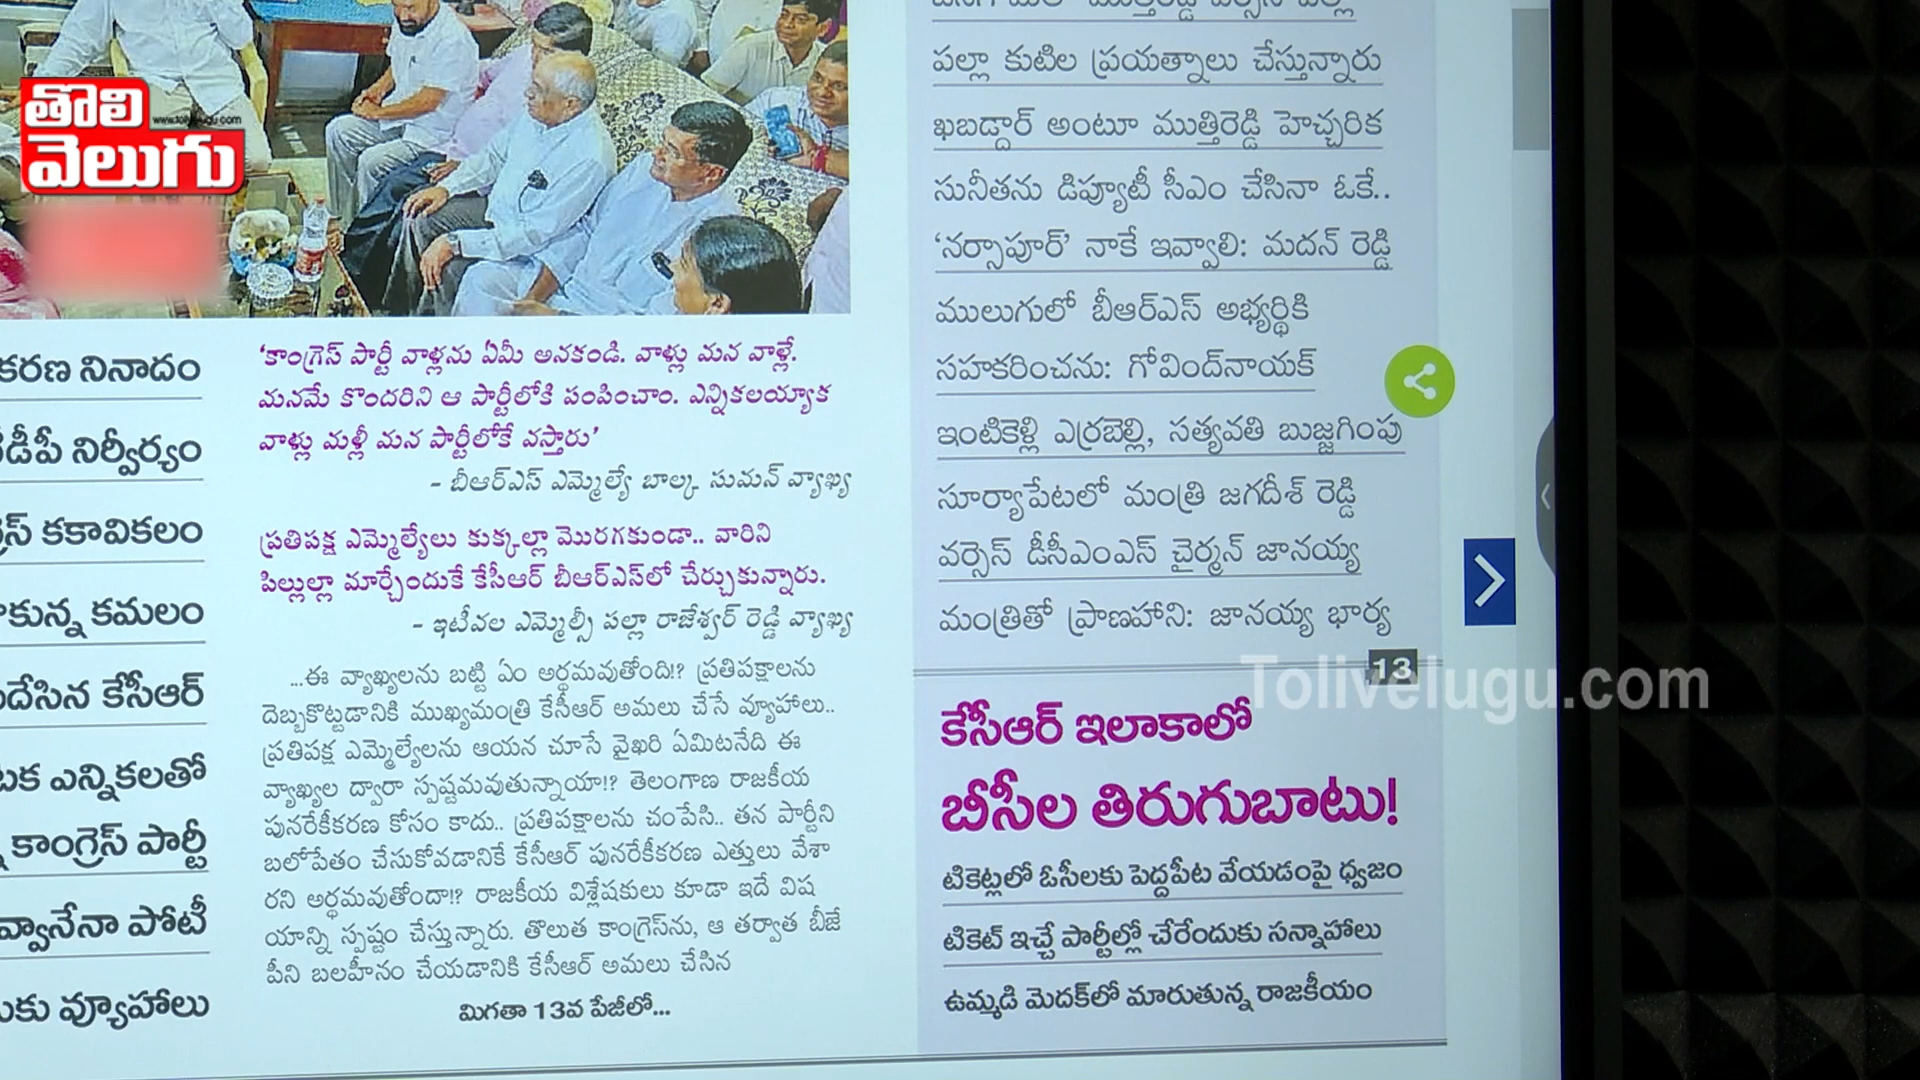 తొలి
www.tolivelugu.com
వెలుగు
కరణ నినాదం
డీపీ నిర్వీర్యం
కకావికలం
కున్న కమలం
దేసిన కేసీఆర్
ఎన్నికలతో
కాంగ్రెస్ పార్టీ
వ్వానేనా పోటీ
వ్యూహాలు
‘కాంగ్రెస్ పార్టీ వాళ్లను ఏమీ అనకండి. వాళ్లు మన వాళ్లే.
మనమే కొందరిని ఆ పార్టీలోకి పంపించాం. ఎన్నికలయ్యాక
వాళ్లు మళ్లీ మన పార్టీలోకే వస్తారు’
- బీఆర్ఎస్ ఎమ్మెల్యే బాల్క సుమన్ వ్యాఖ్య
ప్రతిపక్ష ఎమ్మెల్యేలు కుక్కల్లా మొరగకుండా.. వారిని
పిల్లుల్లా మార్చేందుకే కేసీఆర్ బీఆర్ఎస్‌లో చేర్చుకున్నారు.
- ఇటీవల ఎమ్మెల్సీ పల్లా రాజేశ్వర్ రెడ్డి వ్యాఖ్య
...ఈ వ్యాఖ్యలను బట్టి ఏం అర్థమవుతోంది!? ప్రతిపక్షాలను
దెబ్బకొట్టడానికి ముఖ్యమంత్రి కేసీఆర్ అమలు చేసే వ్యూహాలు..
ప్రతిపక్ష ఎమ్మెల్యేలను ఆయన చూసే వైఖరి ఏమిటనేది ఈ
వ్యాఖ్యల ద్వారా స్పష్టమవుతున్నాయా!? తెలంగాణ రాజకీయ
పునరేకీకరణ కోసం కాదు.. ప్రతిపక్షాలను చంపేసి.. తన పార్టీని
బలోపేతం చేసుకోవడానికే కేసీఆర్ పునరేకీకరణ ఎత్తులు వేశా
రని అర్థమవుతోందా!? రాజకీయ విశ్లేషకులు కూడా ఇదే విష
యాన్ని స్పష్టం చేస్తున్నారు. తొలుత కాంగ్రెస్‌ను, ఆ తర్వాత బీజే
పీని బలహీనం చేయడానికి కేసీఆర్ అమలు చేసిన
మిగతా 13వ పేజీలో...
పల్లా కుటిల ప్రయత్నాలు చేస్తున్నారు
ఖబడ్దార్ అంటూ ముత్తిరెడ్డి హెచ్చరిక
సునీతను డిప్యూటీ సీఎం చేసినా ఓకే..
‘నర్సాపూర్’ నాకే ఇవ్వాలి: మదన్ రెడ్డి
ములుగులో బీఆర్ఎస్ అభ్యర్థికి
సహకరించను: గోవింద్‌నాయక్
ఇంటికెళ్లి ఎర్రబెల్లి, సత్యవతి బుజ్జగింపు
సూర్యాపేటలో మంత్రి జగదీశ్ రెడ్డి
వర్సెస్ డీసీఎంఎస్ చైర్మన్ జానయ్య
మంత్రితో ప్రాణహాని: జానయ్య భార్య
13
Tolivelugu.com
కేసీఆర్ ఇలాకాలో
బీసీల తిరుగుబాటు!
టికెట్లలో ఓసీలకు పెద్దపీట వేయడంపై ధ్వజం
టికెట్ ఇచ్చే పార్టీల్లో చేరేందుకు సన్నాహాలు
ఉమ్మడి మెదక్‌లో మారుతున్న రాజకీయం